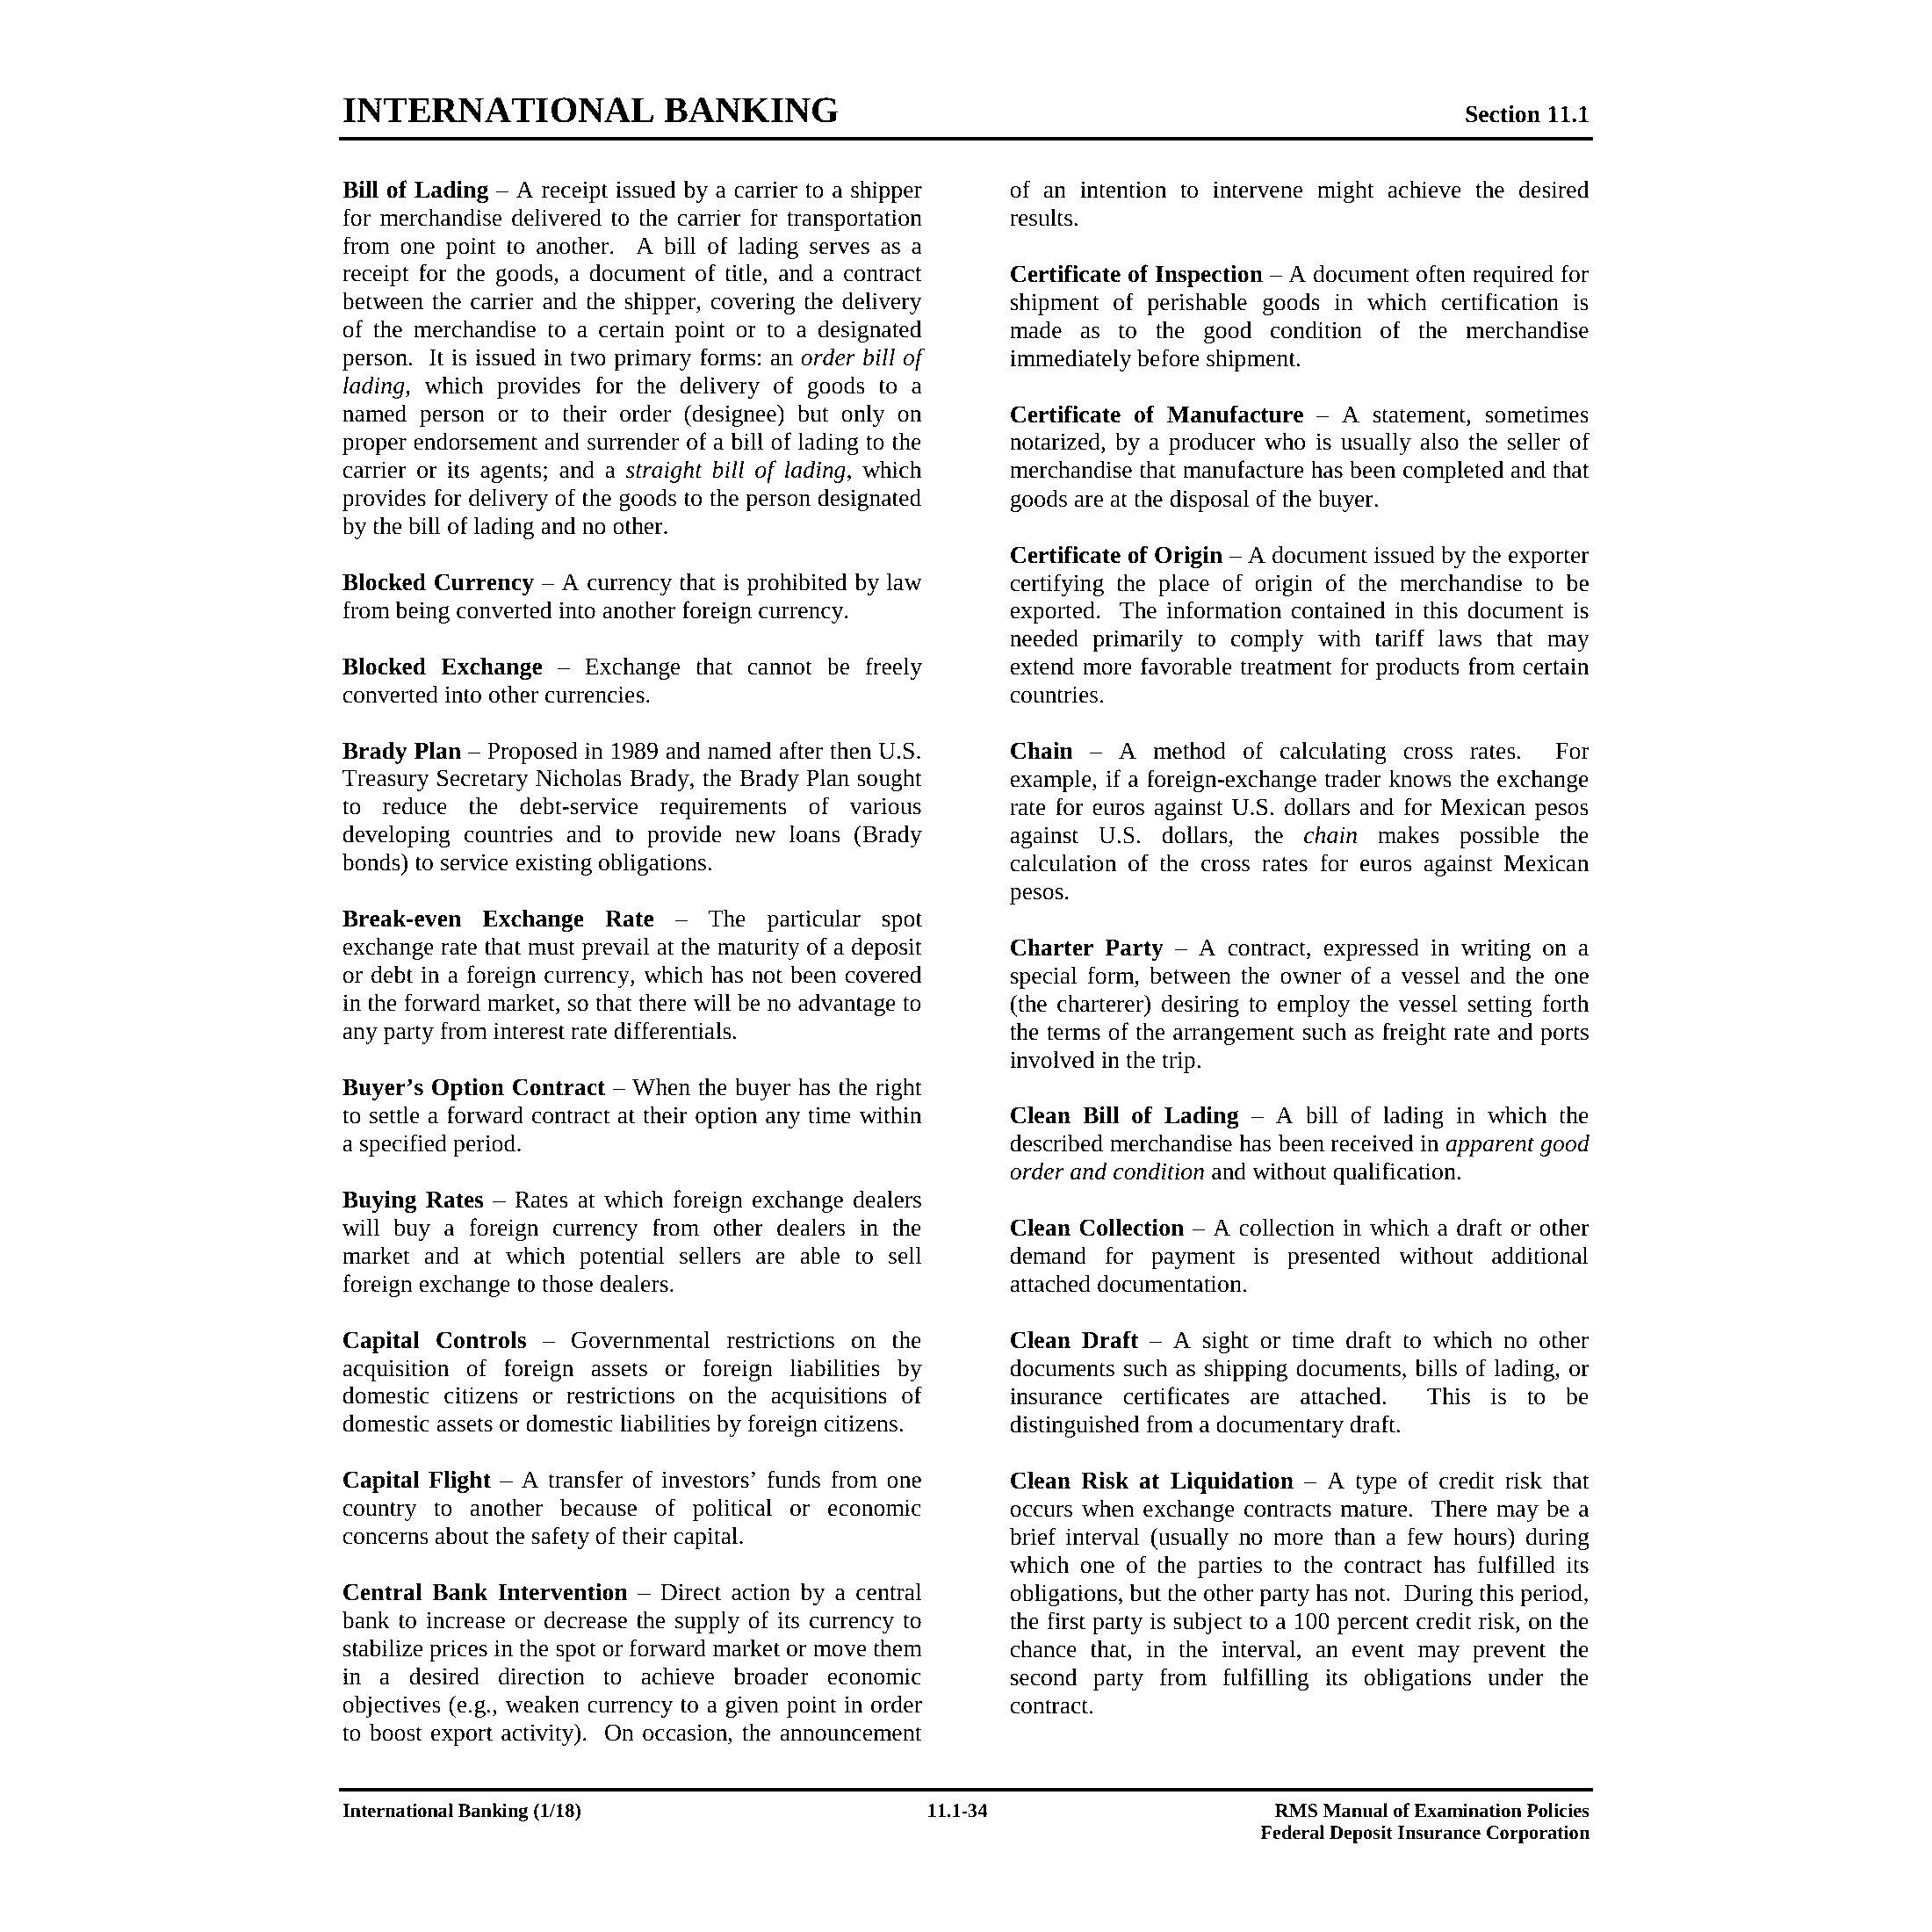 INTERNATIONAL BANKING Section 11.1
Bill of Lading – A receipt issued by a carrier to a shipper
for merchandise delivered to the carrier for transportation
from one point to another.  A bill of lading serves as a
receipt for the goods, a document of title, and a contract
between the carrier and the shipper, covering the delivery
of the merchandise to a certain point or to a designated
person.  It is issued in two primary forms: an order bill of
lading, which provides for the delivery of goods to a
named person or to their order (designee) but only on
proper endorsement and surrender of a bill of lading to the
carrier or its agents; and a straight bill of lading, which
provides for delivery of the goods to the person designated
by the bill of lading and no other.
Blocked Currency – A currency that is prohibited by law
from being converted into another foreign currency.
Blocked Exchange – Exchange that cannot be freely
converted into other currencies.
Brady Plan – Proposed in 1989 and named after then U.S.
Treasury Secretary Nicholas Brady, the Brady Plan sought
to reduce the debt-service requirements of various
developing countries and to provide new loans (Brady
bonds) to service existing obligations.
Break-even Exchange Rate – The particular spot
exchange rate that must prevail at the maturity of a deposit
or debt in a foreign currency, which has not been covered
in the forward market, so that there will be no advantage to
any party from interest rate differentials.
Buyer’s Option Contract – When the buyer has the right
to settle a forward contract at their option any time within
a specified period.
Buying Rates – Rates at which foreign exchange dealers
will buy a foreign currency from other dealers in the
market and at which potential sellers are able to sell
foreign exchange to those dealers.
Capital Controls – Governmental restrictions on the
acquisition of foreign assets or foreign liabilities by
domestic citizens or restrictions on the acquisitions of
domestic assets or domestic liabilities by foreign citizens.
Capital Flight – A transfer of investors’ funds from one
country to another because of political or economic
concerns about the safety of their capital.
Central Bank Intervention – Direct action by a central
bank to increase or decrease the supply of its currency to
stabilize prices in the spot or forward market or move them
in a desired direction to achieve broader economic
objectives (e.g., weaken currency to a given point in order
to boost export activity).  On occasion, the announcement
of an intention to intervene might achieve the desired
results.
Certificate of Inspection – A document often required for
shipment of perishable goods in which certification is
made as to the good condition of the merchandise
immediately before shipment.
Certificate of Manufacture – A statement, sometimes
notarized, by a producer who is usually also the seller of
merchandise that manufacture has been completed and that
goods are at the disposal of the buyer.
Certificate of Origin – A document issued by the exporter
certifying the place of origin of the merchandise to be
exported.  The information contained in this document is
needed primarily to comply with tariff laws that may
extend more favorable treatment for products from certain
countries.
Chain – A method of calculating cross rates.  For
example, if a foreign-exchange trader knows the exchange
rate for euros against U.S. dollars and for Mexican pesos
against U.S. dollars, the chain makes possible the
calculation of the cross rates for euros against Mexican
pesos.
Charter Party – A contract, expressed in writing on a
special form, between the owner of a vessel and the one
(the charterer) desiring to employ the vessel setting forth
the terms of the arrangement such as freight rate and ports
involved in the trip.
Clean Bill of Lading – A bill of lading in which the
described merchandise has been received in apparent good
order and condition and without qualification.
Clean Collection – A collection in which a draft or other
demand for payment is presented without additional
attached documentation.
Clean Draft – A sight or time draft to which no other
documents such as shipping documents, bills of lading, or
insurance certificates are attached.  This is to be
distinguished from a documentary draft.
Clean Risk at Liquidation – A type of credit risk that
occurs when exchange contracts mature.  There may be a
brief interval (usually no more than a few hours) during
which one of the parties to the contract has fulfilled its
obligations, but the other party has not.  During this period,
the first party is subject to a 100 percent credit risk, on the
chance that, in the interval, an event may prevent the
second party from fulfilling its obligations under the
contract.
International Banking (1/18) 11.1-34 RMS Manual of Examination Policies
Federal Deposit Insurance Corporation